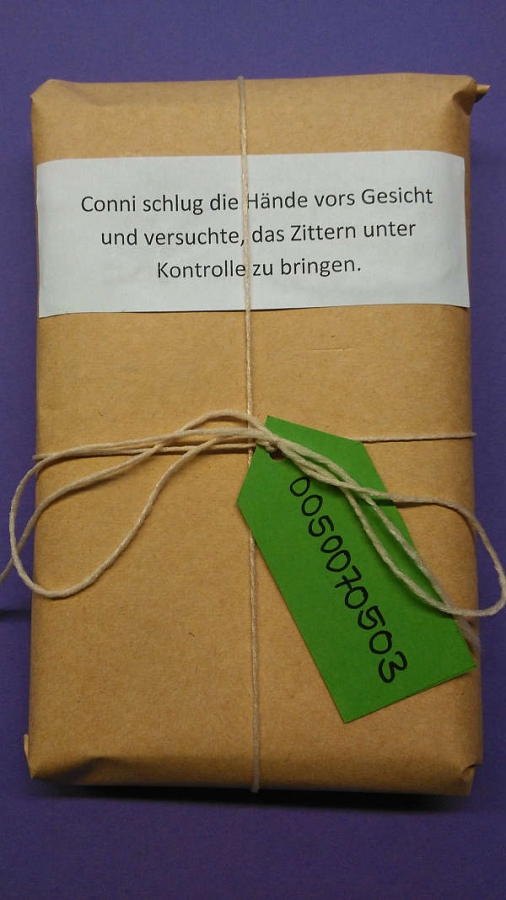 Conni schlug die Hände vors Gesicht
und versuchte, das Zittern unter
Kontrolle zu bringen.
0050070503